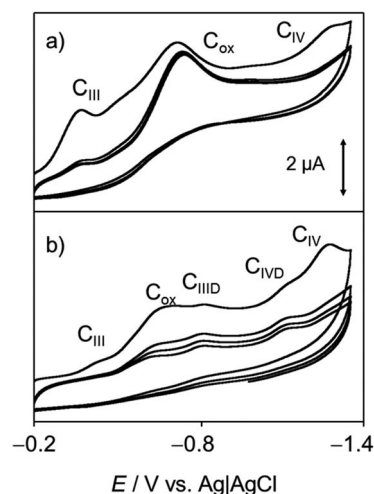 a)
C_III
C_ox
C_IV
2 µA
b)
C_III
C_ox
C_IIID
C_IVD
C_IV
−0.2 −0.8 −1.4
E / V vs. Ag|AgCl